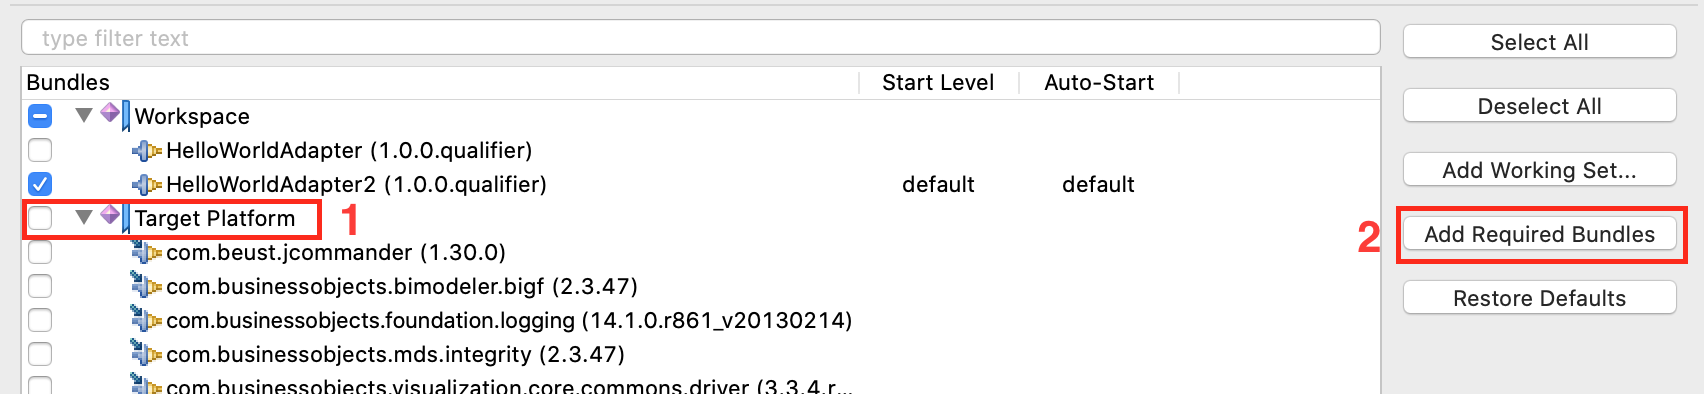 type filter text
Select All
Bundles Start Level Auto-Start
Deselect All
Workspace
HelloWorldAdapter (1.0.0.qualifier)
Add Working Set...
HelloWorldAdapter2 (1.0.0.qualifier) default default
Target Platform 1
2 Add Required Bundles
com.beust.jcommander (1.30.0)
com.businessobjects.bimodeler.bigf (2.3.47)
Restore Defaults
com.businessobjects.foundation.logging (14.1.0.r861_v20130214)
com.businessobjects.mds.integrity (2.3.47)
com.businessobjects.visualization.core.commons.driver (3.3.4.r...